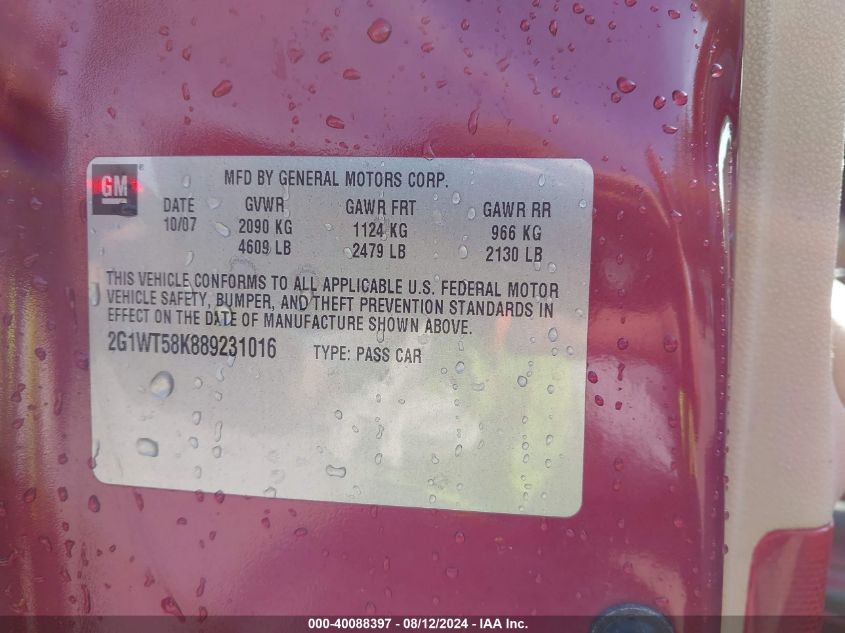 GM ®
MFD BY GENERAL MOTORS CORP.
DATE GVWR GAWR FRT GAWR RR
10/07 2090 KG 1124 KG 966 KG
4609 LB 2479 LB 2130 LB
THIS VEHICLE CONFORMS TO ALL APPLICABLE U.S. FEDERAL MOTOR
VEHICLE SAFETY, BUMPER, AND THEFT PREVENTION STANDARDS IN
EFFECT ON THE DATE OF MANUFACTURE SHOWN ABOVE.
2G1WT58K889231016 TYPE: PASS CAR
000-40088397 - 08/12/2024 - IAA Inc.